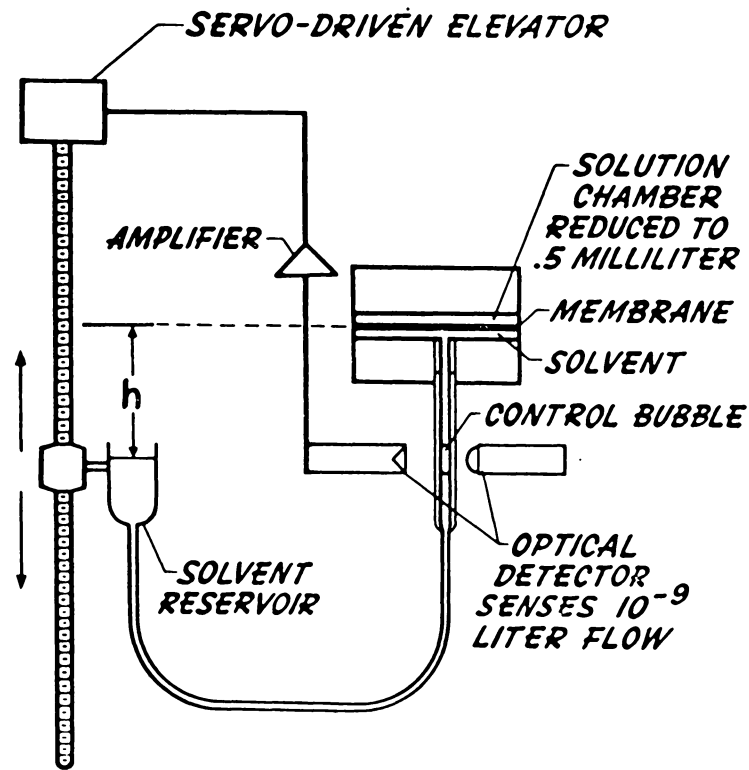 SERVO-DRIVEN ELEVATOR
SOLUTION
CHAMBER
REDUCED TO
.5 MILLILITER
AMPLIFIER
MEMBRANE
SOLVENT
h
CONTROL BUBBLE
OPTICAL
DETECTOR
SENSES 10⁻⁹
LITER FLOW
SOLVENT
RESERVOIR